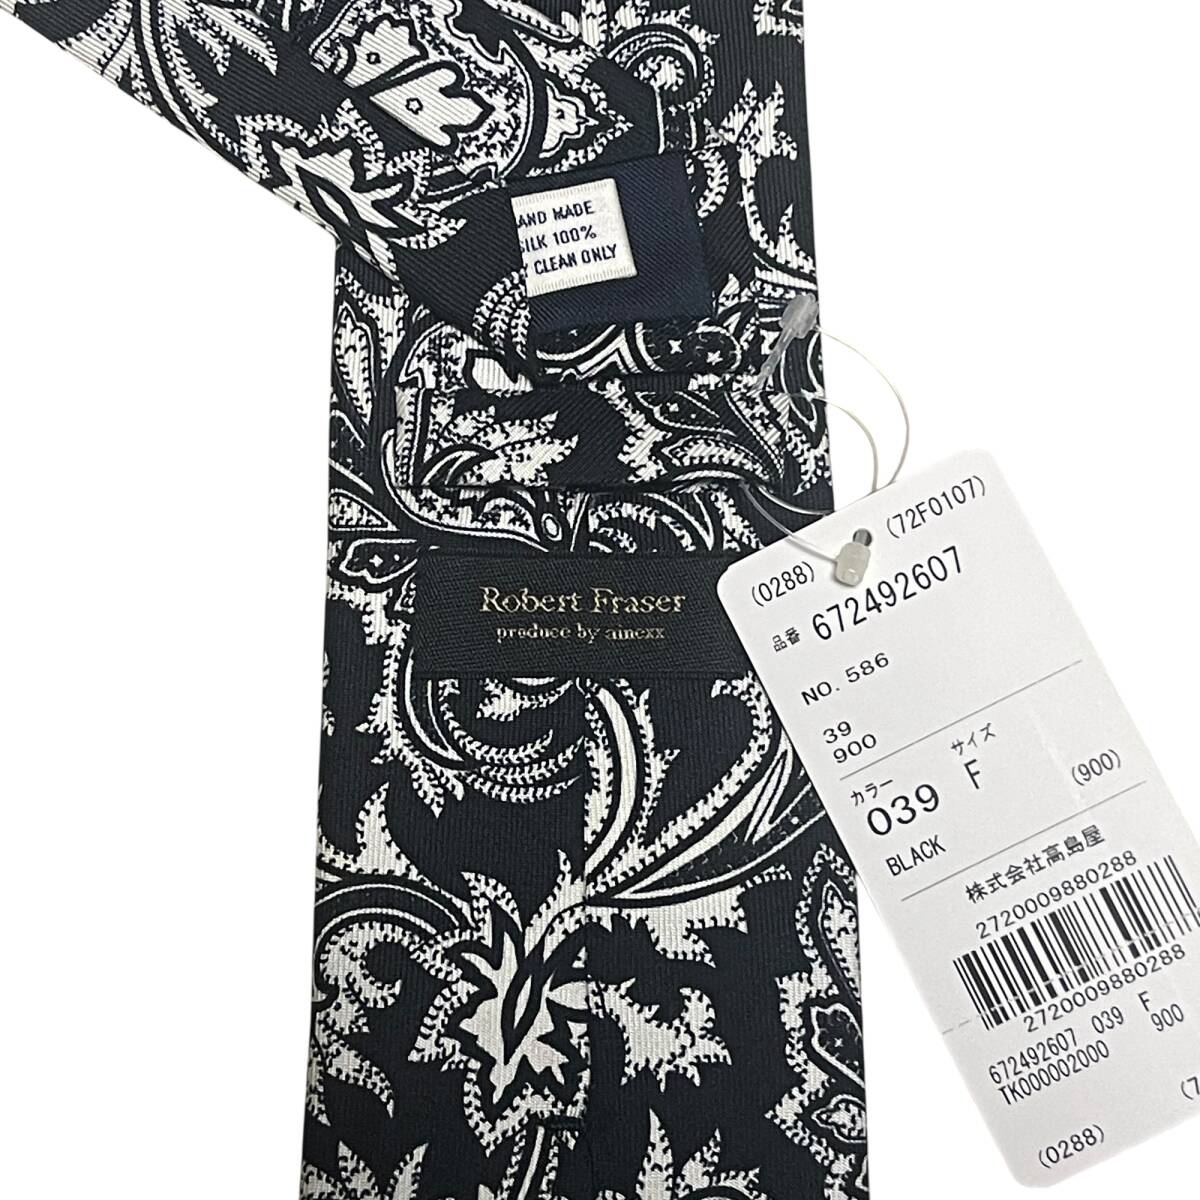 AND MADE
SILK 100%
Y CLEAN ONLY
Robert Fraser
produce by ainexx
(0288)
(72F0107)
品番 672492607
NO. 586
39
900
カラー サイズ
039 F
(900)
BLACK
株式会社高島屋
2720009880288
2720009880288
672492607 039 F
TK000002000 900
(0288)
(7